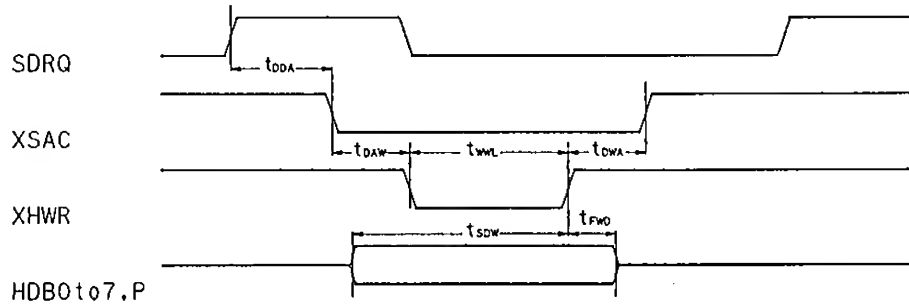 SDRQ
tDDA
XSAC
tDAW tWWL tDWA
XHWR
tSDW tFWD
HDB0to7.P